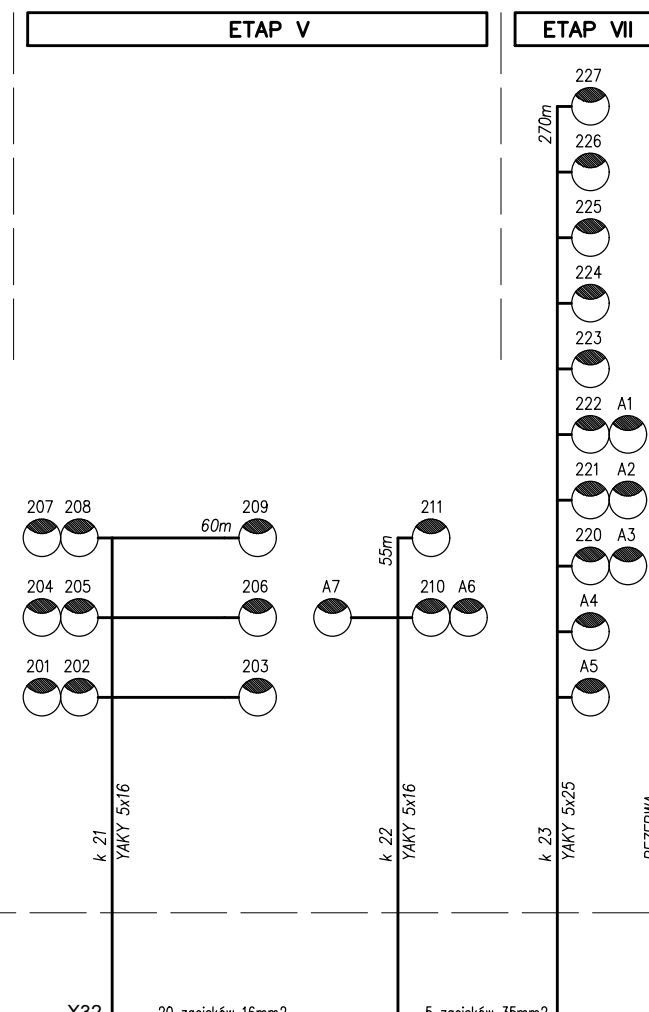 ETAP V
ETAP VII
227
270m
226
225
224
223
222 A1
221 A2
207 208
60m
209
211
55m
220 A3
204 205
206
A7
210 A6
A4
201 202
203
A5
k 21
YAKY 5x16
k 22
YAKY 5x16
k 23
YAKY 5x25
REZERWA
X32
20 zacisków 16mm2
5 zacisków 35mm2